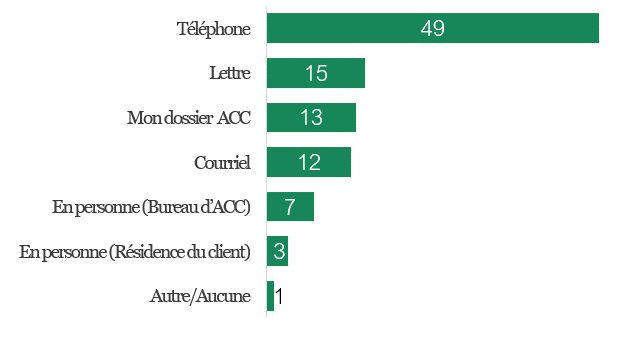 Téléphone 49
Lettre 15
Mon dossier ACC 13
Courriel 12
En personne (Bureau d’ACC) 7
En personne (Résidence du client) 3
Autre/Aucune 1